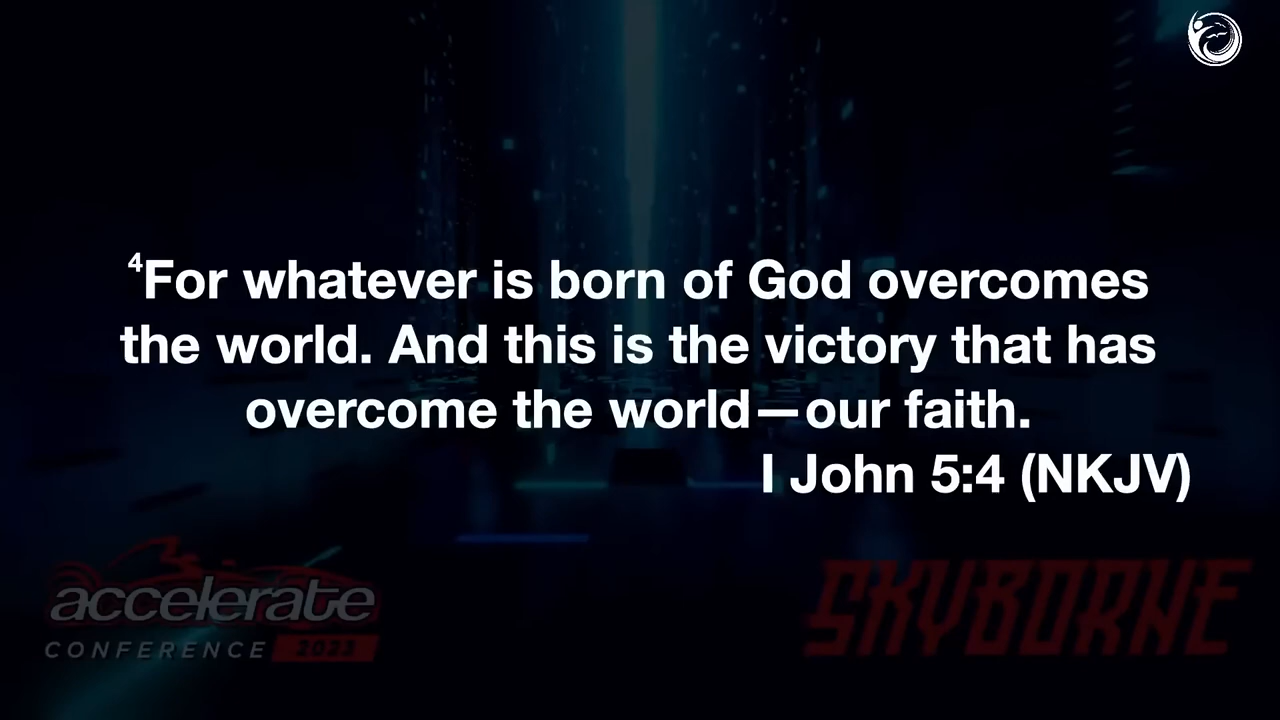 ⁴For whatever is born of God overcomes
the world. And this is the victory that has
overcome the world—our faith.
I John 5:4 (NKJV)
accelerate
CONFERENCE 2023
SKYBORNE